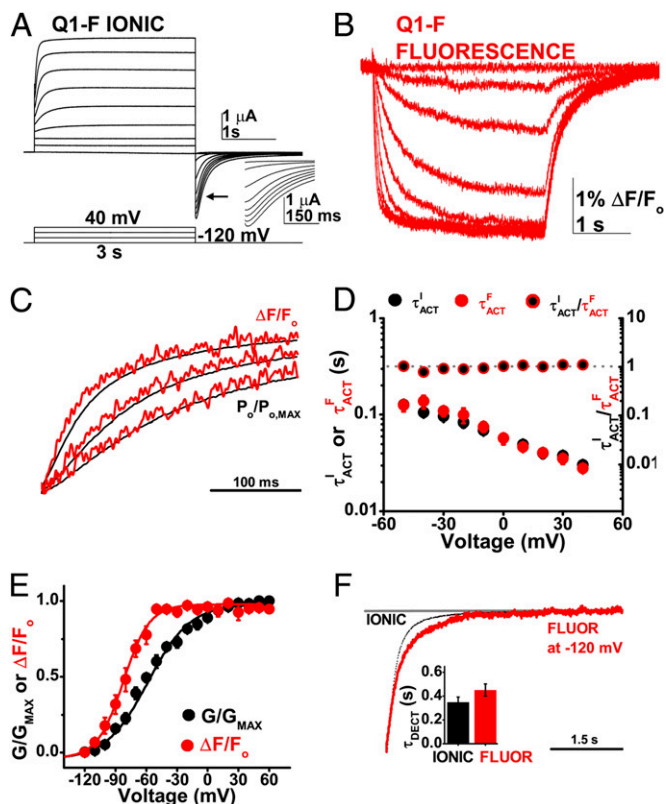 A
Q1-F IONIC
1 μA
1s
1 μA
150 ms
40 mV
-120 mV
3 s
B
Q1-F
FLUORESCENCE
1% ΔF/Fo
1 s
C
ΔF/Fo
Po/Po,MAX
100 ms
D
τIACT
τFACT
τIACT/τFACT
τIACT or τFACT (s)
1
0.1
0.01
10
1
0.1
0.01
τIACT/τFACT
-60 -30 0 30 60
Voltage (mV)
E
G/GMAX or ΔF/Fo
1.0
0.5
0.0
G/GMAX
ΔF/Fo
-120 -90 -60 -30 0 30 60
Voltage (mV)
F
IONIC
FLUOR
at -120 mV
τDECT (s)
0.6
0.4
0.2
0.0
IONIC FLUOR
1.5 s